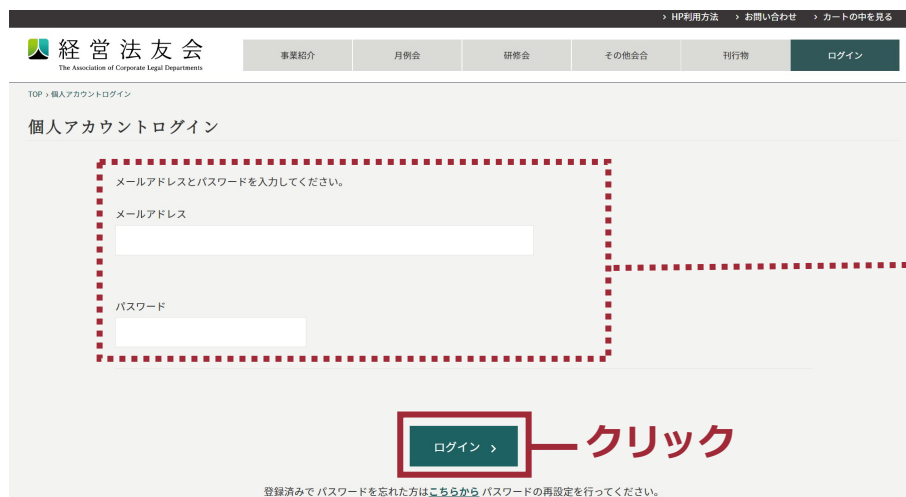 › HP利用方法 › お問い合わせ › カートの中を見る
経営法友会
The Association of Corporate Legal Departments
事業紹介 月例会 研修会 その他会合 刊行物 ログイン
TOP › 個人アカウントログイン
個人アカウントログイン
メールアドレスとパスワードを入力してください。
メールアドレス
パスワード
ログイン ›
クリック
登録済みで パスワードを忘れた方はこちらから パスワードの再設定を行ってください。